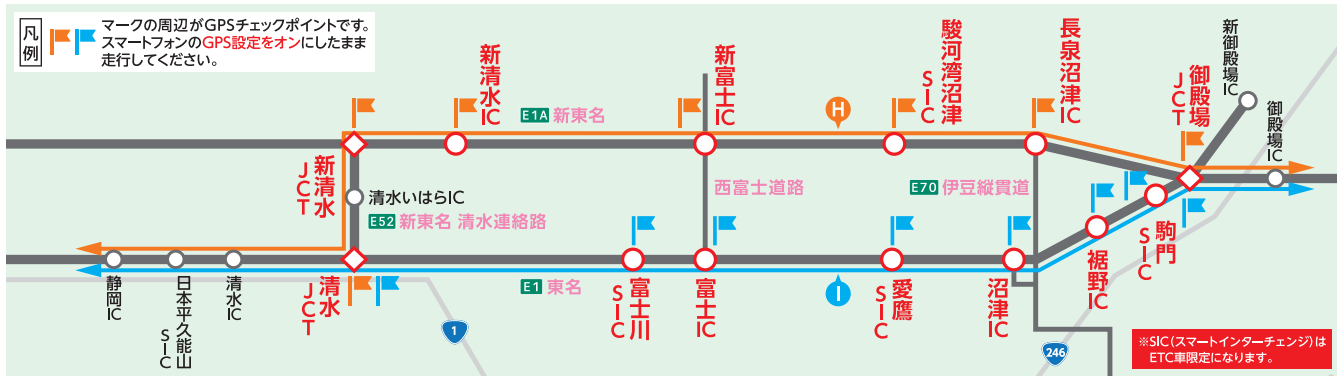 凡例
マークの周辺がGPSチェックポイントです。
スマートフォンのGPS設定をオンにしたまま
走行してください。
新清水IC
新富士IC
駿河湾沼津SIC
長泉沼津IC
御殿場JCT
新御殿場IC
御殿場IC
E1A 新東名
H
新清水JCT
清水いはらIC
E52 新東名 清水連絡路
西富士道路
E70 伊豆縦貫道
静岡IC
日本平久能山SIC
清水IC
清水JCT
E1 東名
富士川SIC
富士IC
I
愛鷹SIC
沼津IC
裾野IC
駒門SIC
1
246
※SIC(スマートインターチェンジ)は
ETC車限定になります。